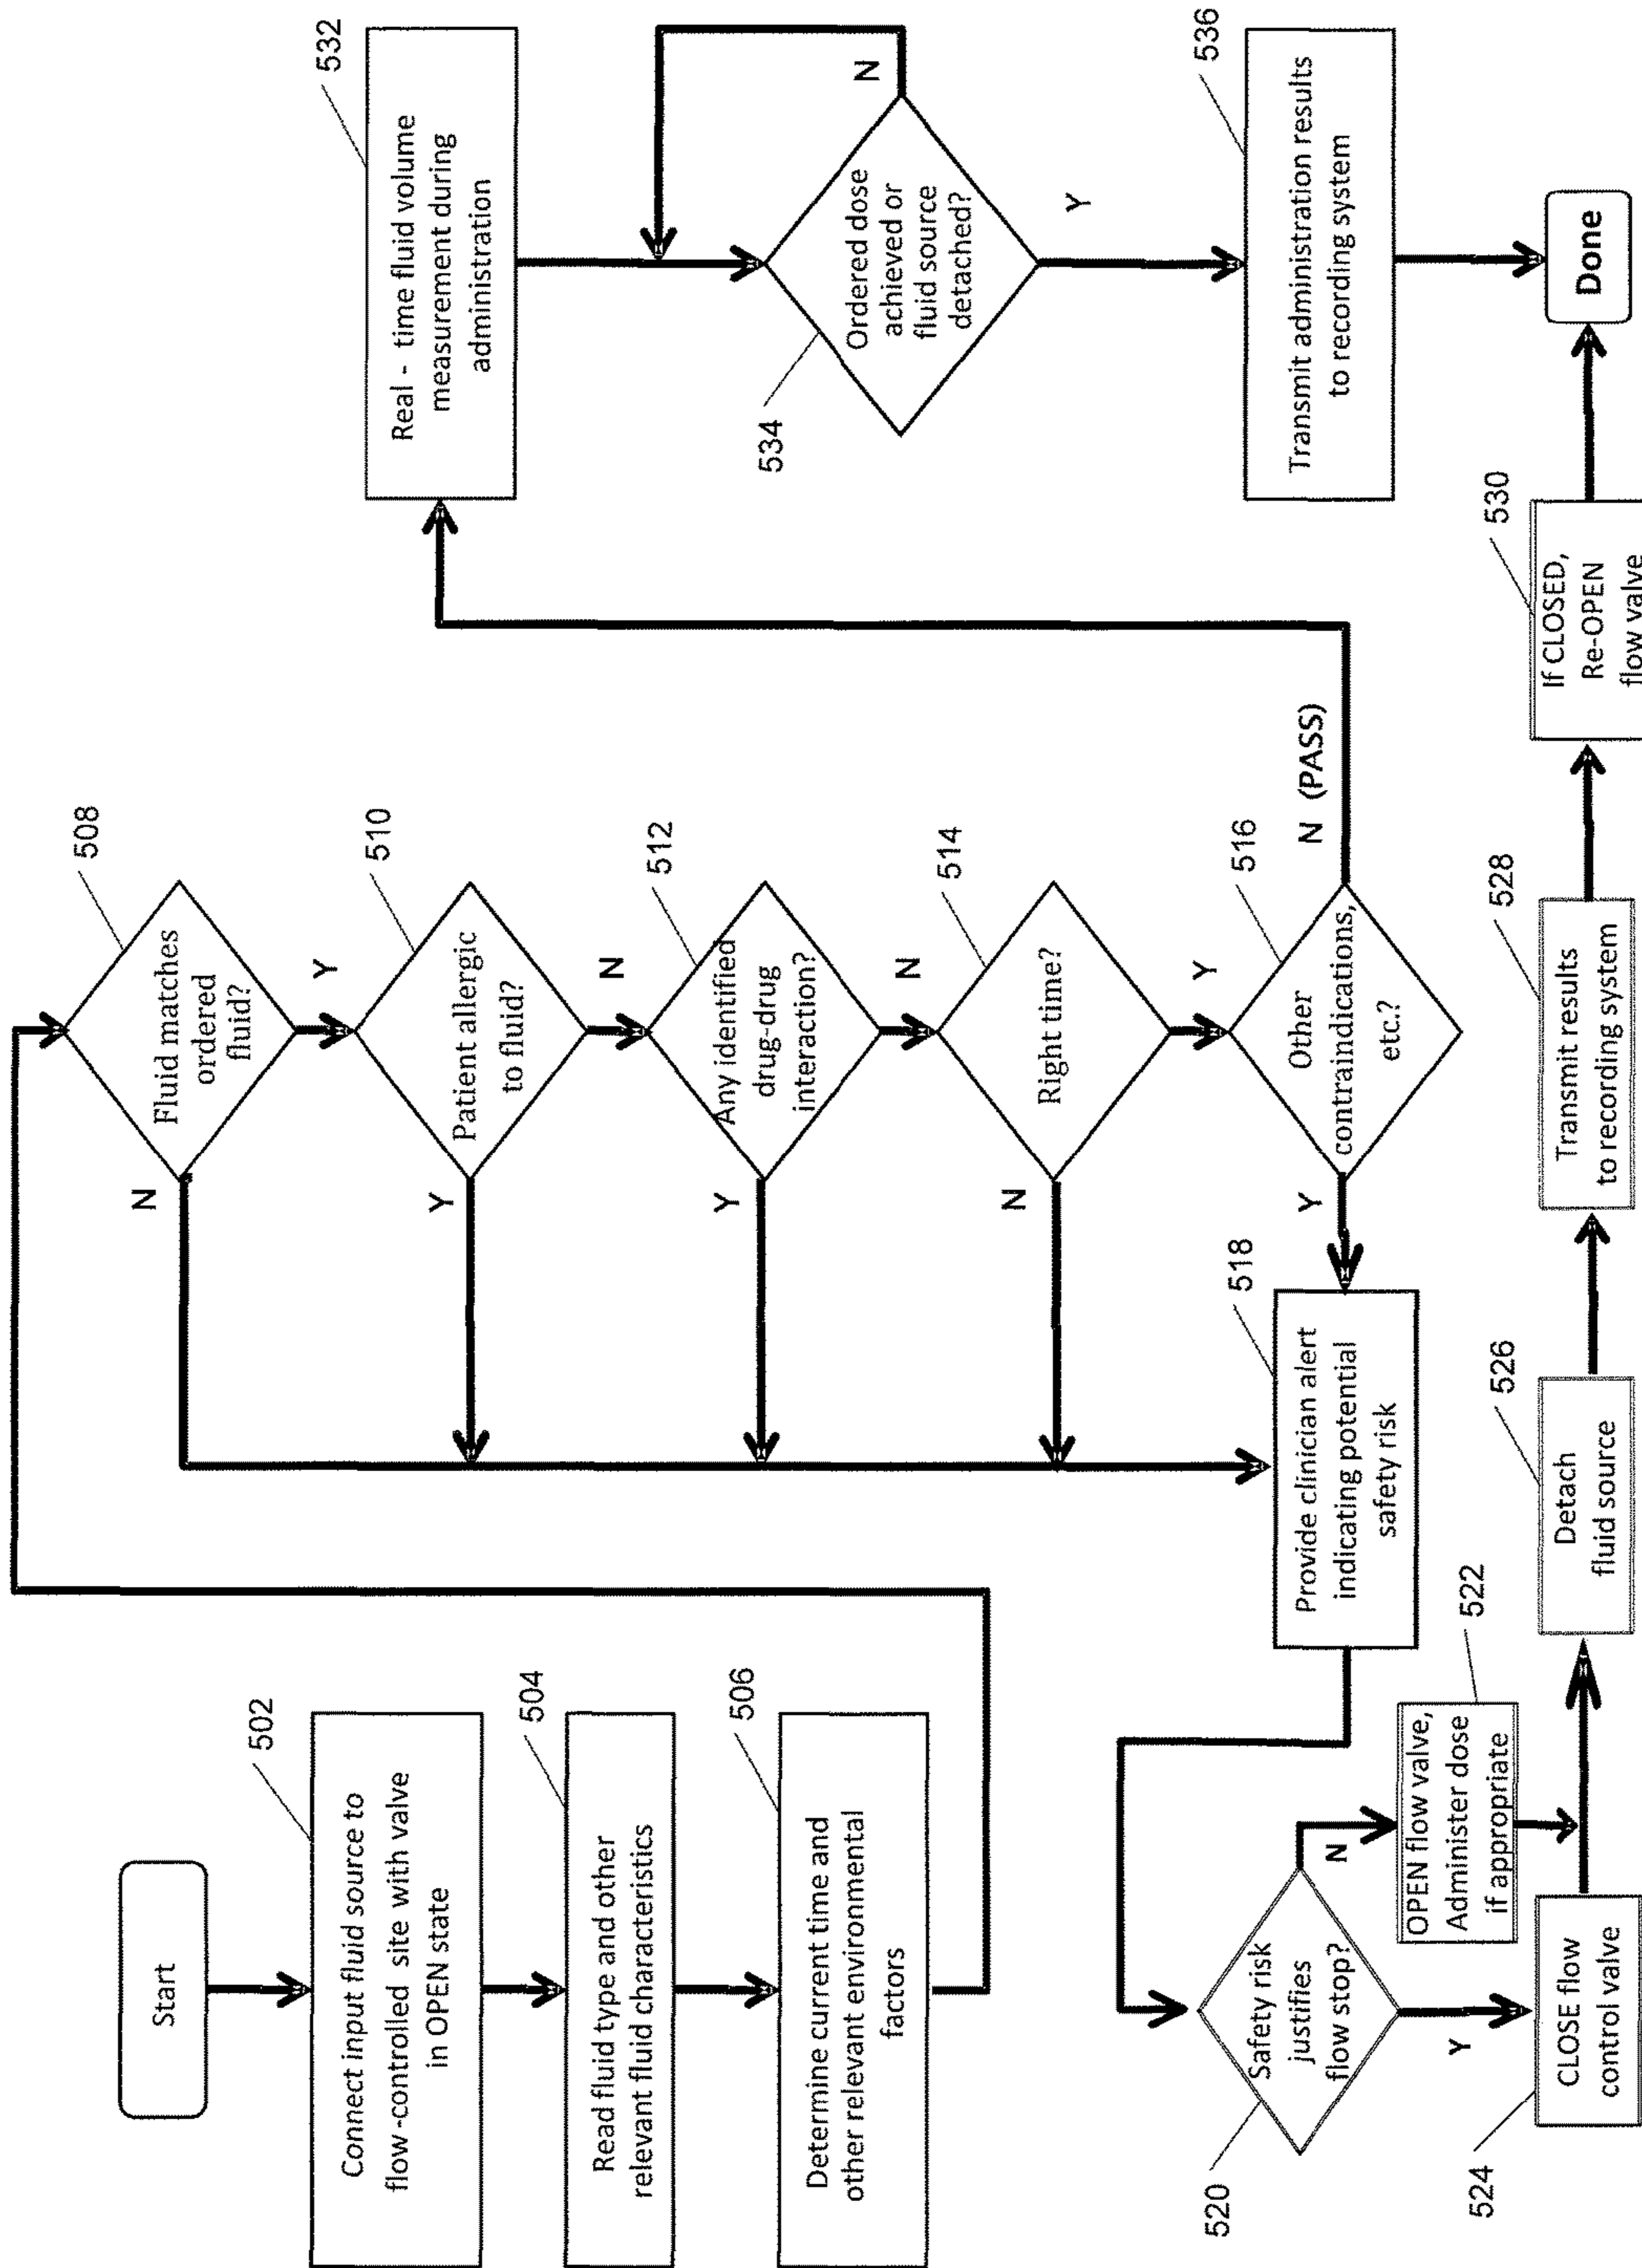 Start
502
Connect input fluid source to
flow-controlled site with valve
in OPEN state
504
Read fluid type and other
relevant fluid characteristics
506
Determine current time and
other relevant environmental
factors
508
Fluid matches
ordered
fluid?
N
Y
510
Patient allergic
to fluid?
Y
N
512
Any identified
drug-drug
interaction?
Y
N
514
Right time?
N
Y
516
Other
contraindications,
etc.?
Y
N (PASS)
518
Provide clinician alert
indicating potential
safety risk
520
Safety risk
justifies
flow stop?
N
Y
522
OPEN flow valve,
Administer dose
if appropriate
524
CLOSE flow
control valve
526
Detach
fluid source
528
Transmit results
to recording system
530
If CLOSED,
Re-OPEN
flow valve
532
Real - time fluid volume
measurement during
administration
534
Ordered dose
achieved or
fluid source
detached?
N
Y
536
Transmit administration results
to recording system
Done